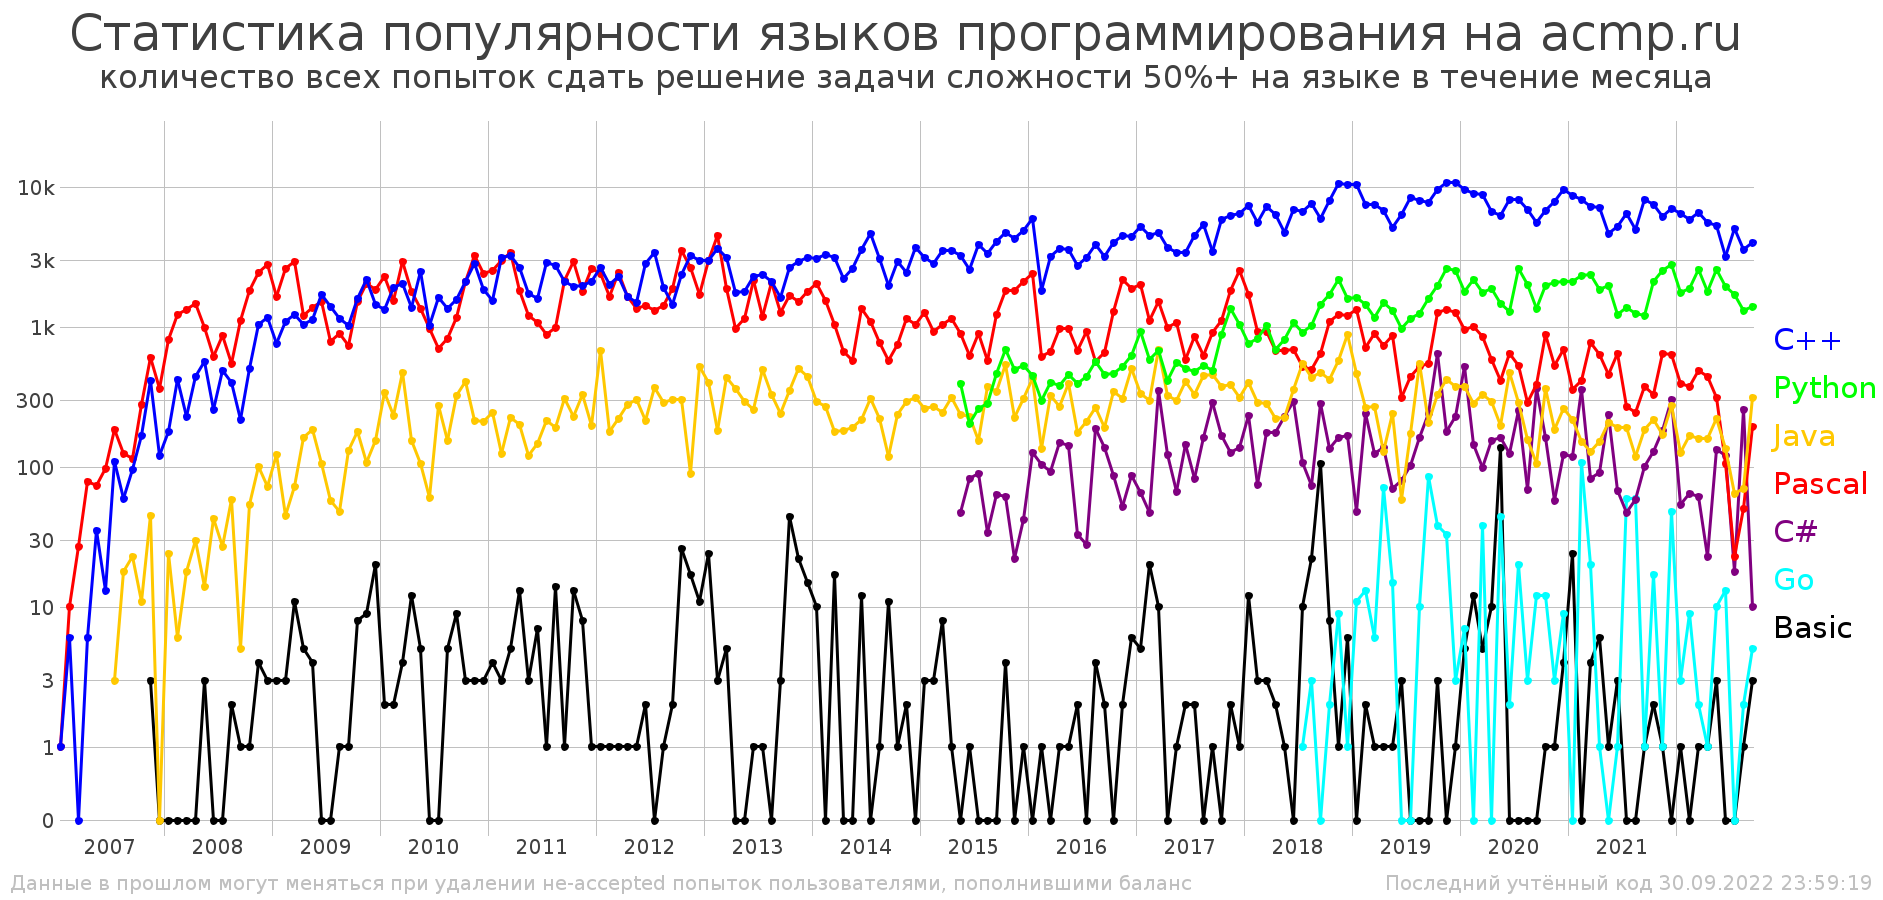 Статистика популярности языков программирования на acmp.ru
количество всех попыток сдать решение задачи сложности 50%+ на языке в течение месяца
10k
3k
1k
300
100
30
10
3
1
0
C++
Python
Java
Pascal
C#
Go
Basic
2007 2008 2009 2010 2011 2012 2013 2014 2015 2016 2017 2018 2019 2020 2021
Данные в прошлом могут меняться при удалении не-accepted попыток пользователями, пополнившими баланс
Последний учтённый код 30.09.2022 23:59:19